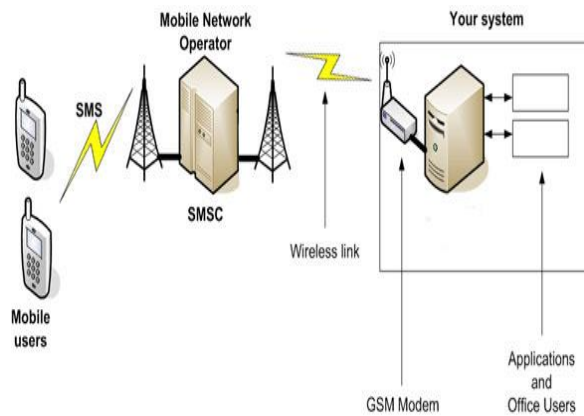 Mobile Network
Operator
Your system
SMS
SMSC
Wireless link
Mobile
users
GSM Modem
Applications
and
Office Users